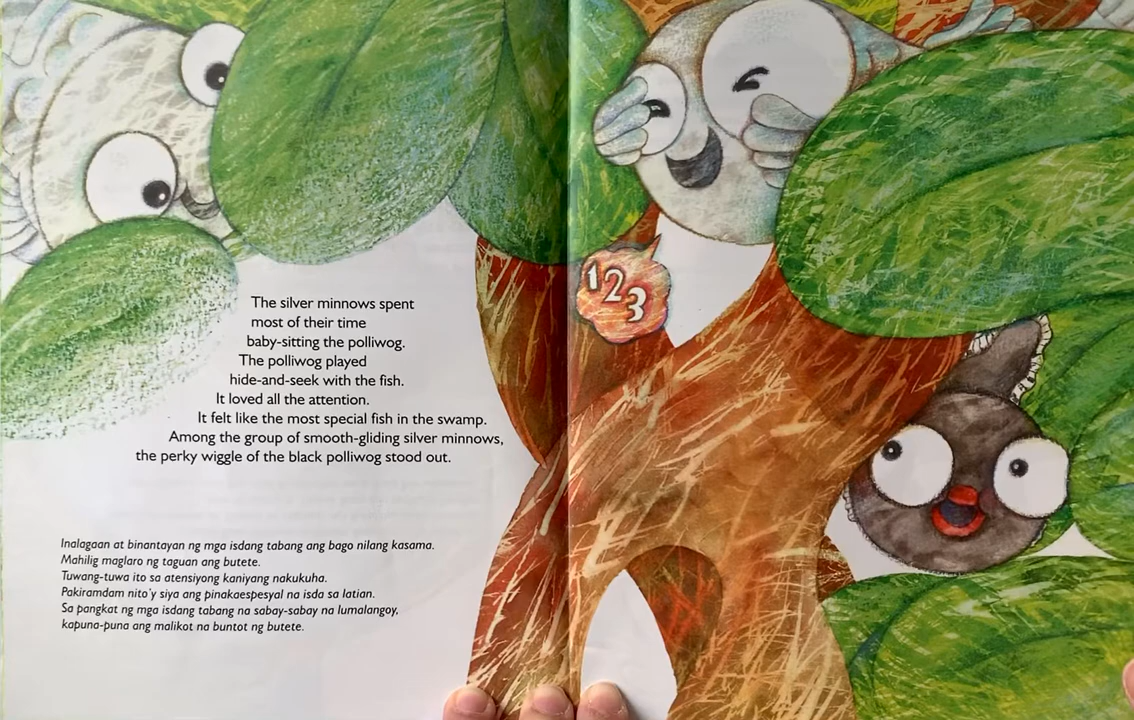 The silver minnows spent
most of their time
baby-sitting the polliwog.
The polliwog played
hide-and-seek with the fish.
It loved all the attention.
It felt like the most special fish in the swamp.
Among the group of smooth-gliding silver minnows,
the perky wiggle of the black polliwog stood out.
Inalagaan at binantayan ng mga isdang tabang ang bago nilang kasama.
Mahilig maglaro ng taguan ang butete.
Tuwang-tuwa ito sa atensiyong kaniyang nakukuha.
Pakiramdam nito'y siya ang pinakaespesyal na isda sa latian.
Sa pangkat ng mga isdang tabang na sabay-sabay na lumalangoy,
kapuna-puna ang malikot na buntot ng butete.
123